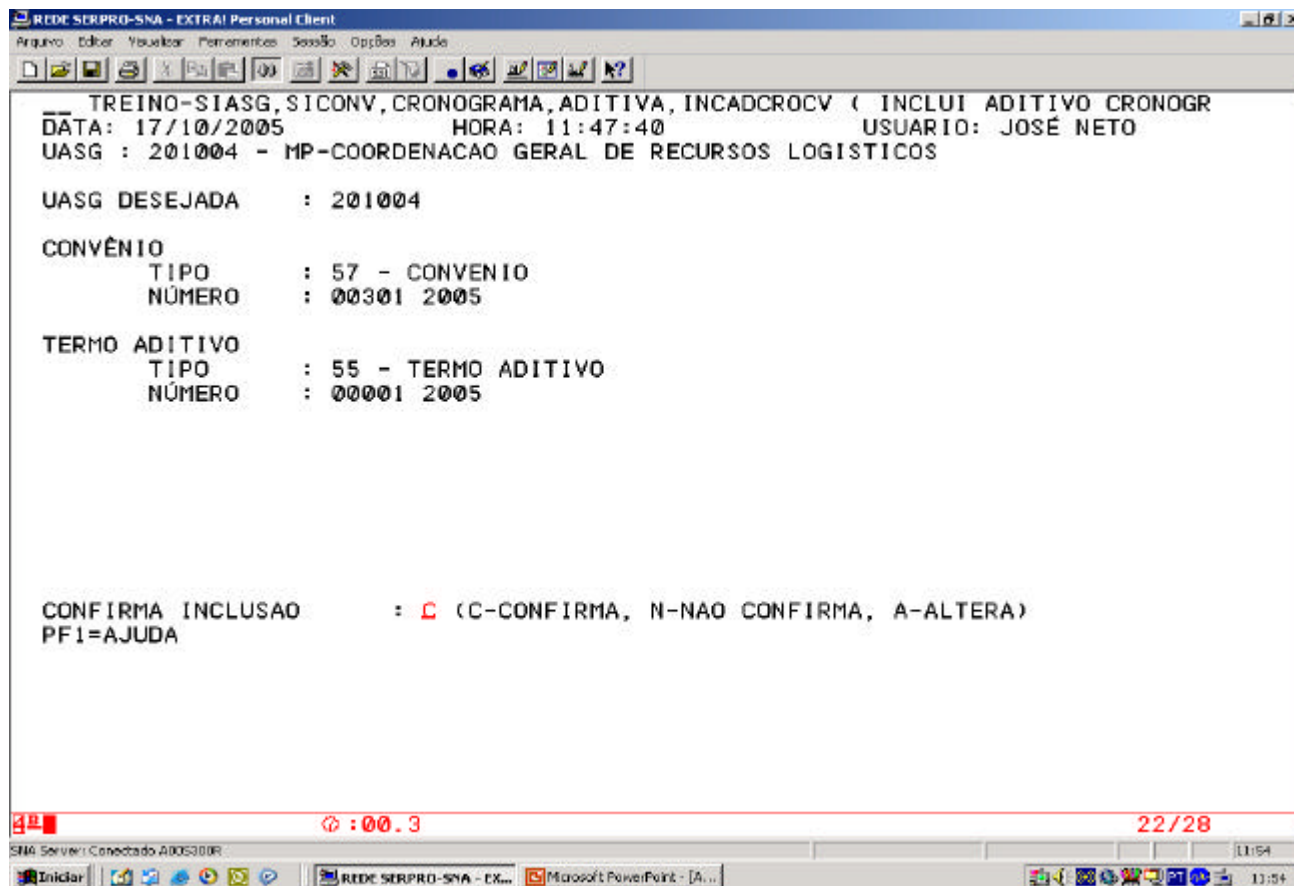 REDE SERPRO-SNA - EXTRA! Personal Client
Arquivo Editar Visualizar Ferramentas Sessão Opções Ajuda
__ TREINO-SIASG,SICONV,CRONOGRAMA,ADITIVA,INCADCROCV ( INCLUI ADITIVO CRONOGR
DATA: 17/10/2005 HORA: 11:47:40 USUARIO: JOSÉ NETO
UASG : 201004 - MP-COORDENACAO GERAL DE RECURSOS LOGISTICOS
UASG DESEJADA : 201004
CONVÊNIO
TIPO : 57 - CONVENIO
NÚMERO : 00301 2005
TERMO ADITIVO
TIPO : 55 - TERMO ADITIVO
NÚMERO : 00001 2005
CONFIRMA INCLUSAO : C (C-CONFIRMA, N-NAO CONFIRMA, A-ALTERA)
PF1=AJUDA
:00.3 22/28
SNA Server: Conectado A00S300R 11:54
Iniciar REDE SERPRO-SNA - EX... Microsoft PowerPoint - [A... PT 11:54